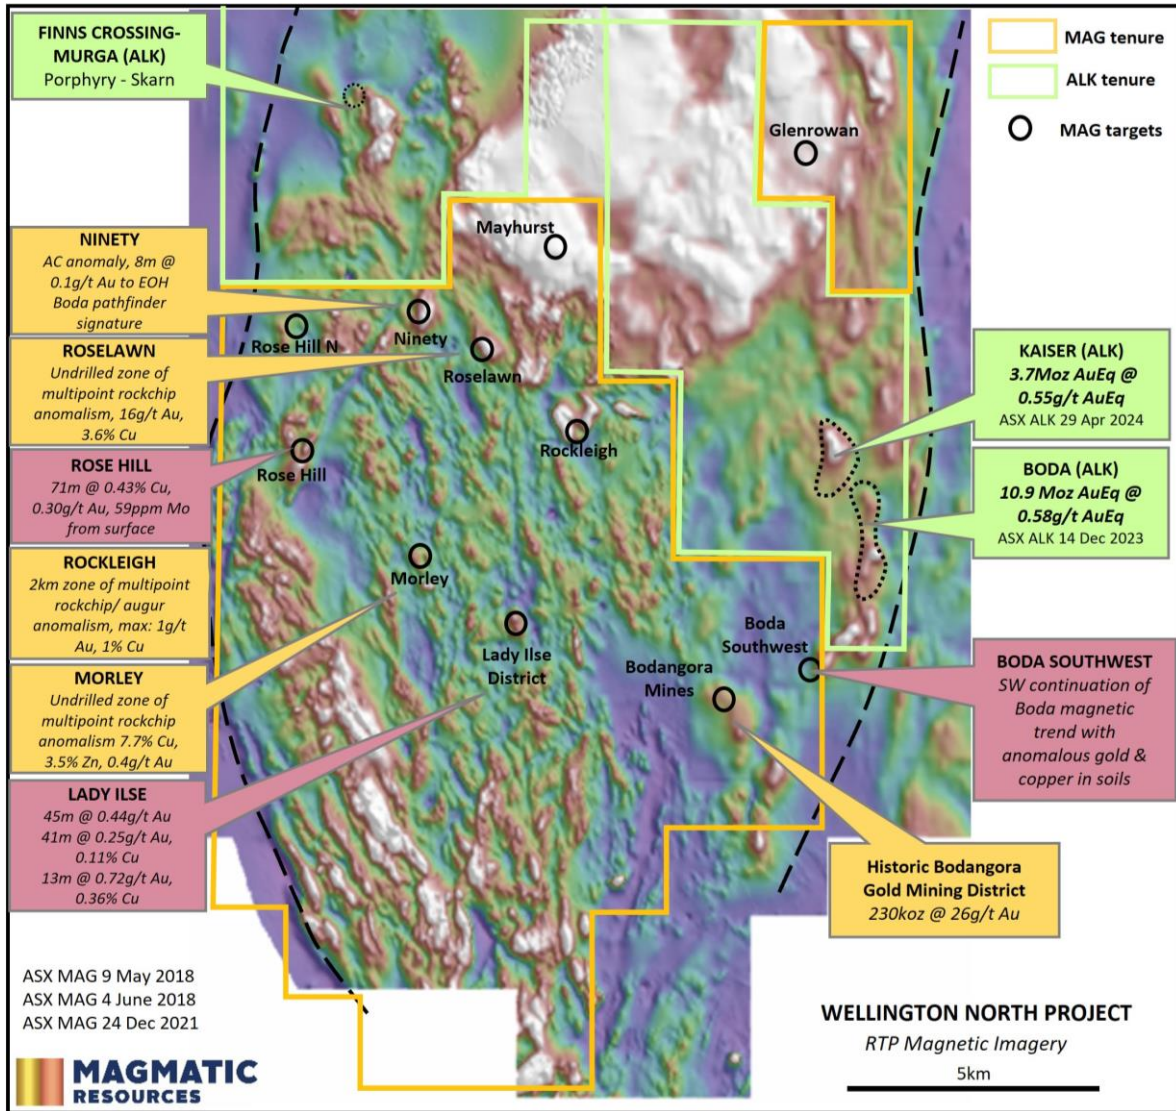 FINNS CROSSING-
MURGA (ALK)
Porphyry - Skarn
MAG tenure
ALK tenure
MAG targets
Glenrowan
Mayhurst
NINETY
AC anomaly, 8m @
0.1g/t Au to EOH
Boda pathfinder
signature
Rose Hill N
Ninety
Roselawn
ROSELAWN
Undrilled zone of
multipoint rockchip
anomalism, 16g/t Au,
3.6% Cu
KAISER (ALK)
3.7Moz AuEq @
0.55g/t AuEq
ASX ALK 29 Apr 2024
Rockleigh
Rose Hill
ROSE HILL
71m @ 0.43% Cu,
0.30g/t Au, 59ppm Mo
from surface
BODA (ALK)
10.9 Moz AuEq @
0.58g/t AuEq
ASX ALK 14 Dec 2023
ROCKLEIGH
2km zone of multipoint
rockchip/ augur
anomalism, max: 1g/t
Au, 1% Cu
Morley
Lady Ilse
District
Boda
Southwest
Bodangora
Mines
MORLEY
Undrilled zone of
multipoint rockchip
anomalism 7.7% Cu,
3.5% Zn, 0.4g/t Au
BODA SOUTHWEST
SW continuation of
Boda magnetic
trend with
anomalous gold &
copper in soils
LADY ILSE
45m @ 0.44g/t Au
41m @ 0.25g/t Au,
0.11% Cu
13m @ 0.72g/t Au,
0.36% Cu
Historic Bodangora
Gold Mining District
230koz @ 26g/t Au
ASX MAG 9 May 2018
ASX MAG 4 June 2018
ASX MAG 24 Dec 2021
MAGMATIC
RESOURCES
WELLINGTON NORTH PROJECT
RTP Magnetic Imagery
5km